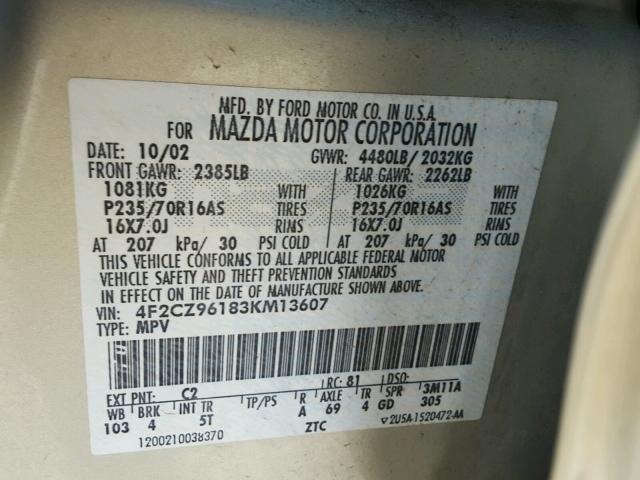 MFD. BY FORD MOTOR CO. IN U.S.A.
FOR MAZDA MOTOR CORPORATION
DATE: 10/02 GVWR: 4480LB/ 2032KG
FRONT GAWR: 2385LB REAR GAWR: 2262LB
1081KG WITH 1026KG WITH
P235/70R16AS TIRES P235/70R16AS TIRES
16X7.0J RIMS 16X7.0J RIMS
AT 207 kPa/ 30 PSI COLD AT 207 kPa/ 30 PSI COLD
THIS VEHICLE CONFORMS TO ALL APPLICABLE FEDERAL MOTOR
VEHICLE SAFETY AND THEFT PREVENTION STANDARDS
IN EFFECT ON THE DATE OF MANUFACTURE SHOWN ABOVE.
VIN: 4F2CZ96183KM13607
TYPE: MPV
EXT PNT: C2 RC: 81 DSO:
WB BRK INT TR TP/PS R AXLE TR SPR 3M11A
103 4 5T A 69 4 GD 305
120021003837​0 ZTC 2U5A-1520472-AA